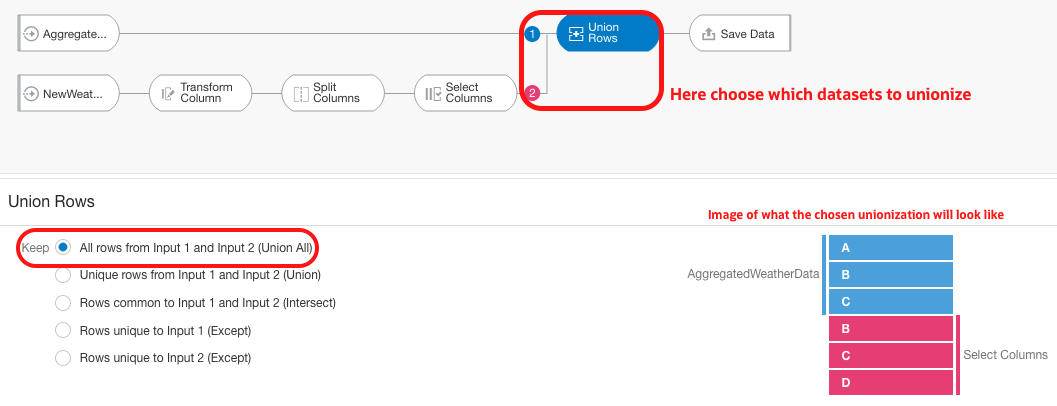 Aggregate...
1
Union
Rows
Save Data
NewWeat...
Transform
Column
Split
Columns
Select
Columns
2
Here choose which datasets to unionize
Union Rows
Image of what the chosen unionization will look like
Keep
All rows from Input 1 and Input 2 (Union All)
Unique rows from Input 1 and Input 2 (Union)
Rows common to Input 1 and Input 2 (Intersect)
Rows unique to Input 1 (Except)
Rows unique to Input 2 (Except)
AggregatedWeatherData
A
B
C
B
C
D
Select Columns